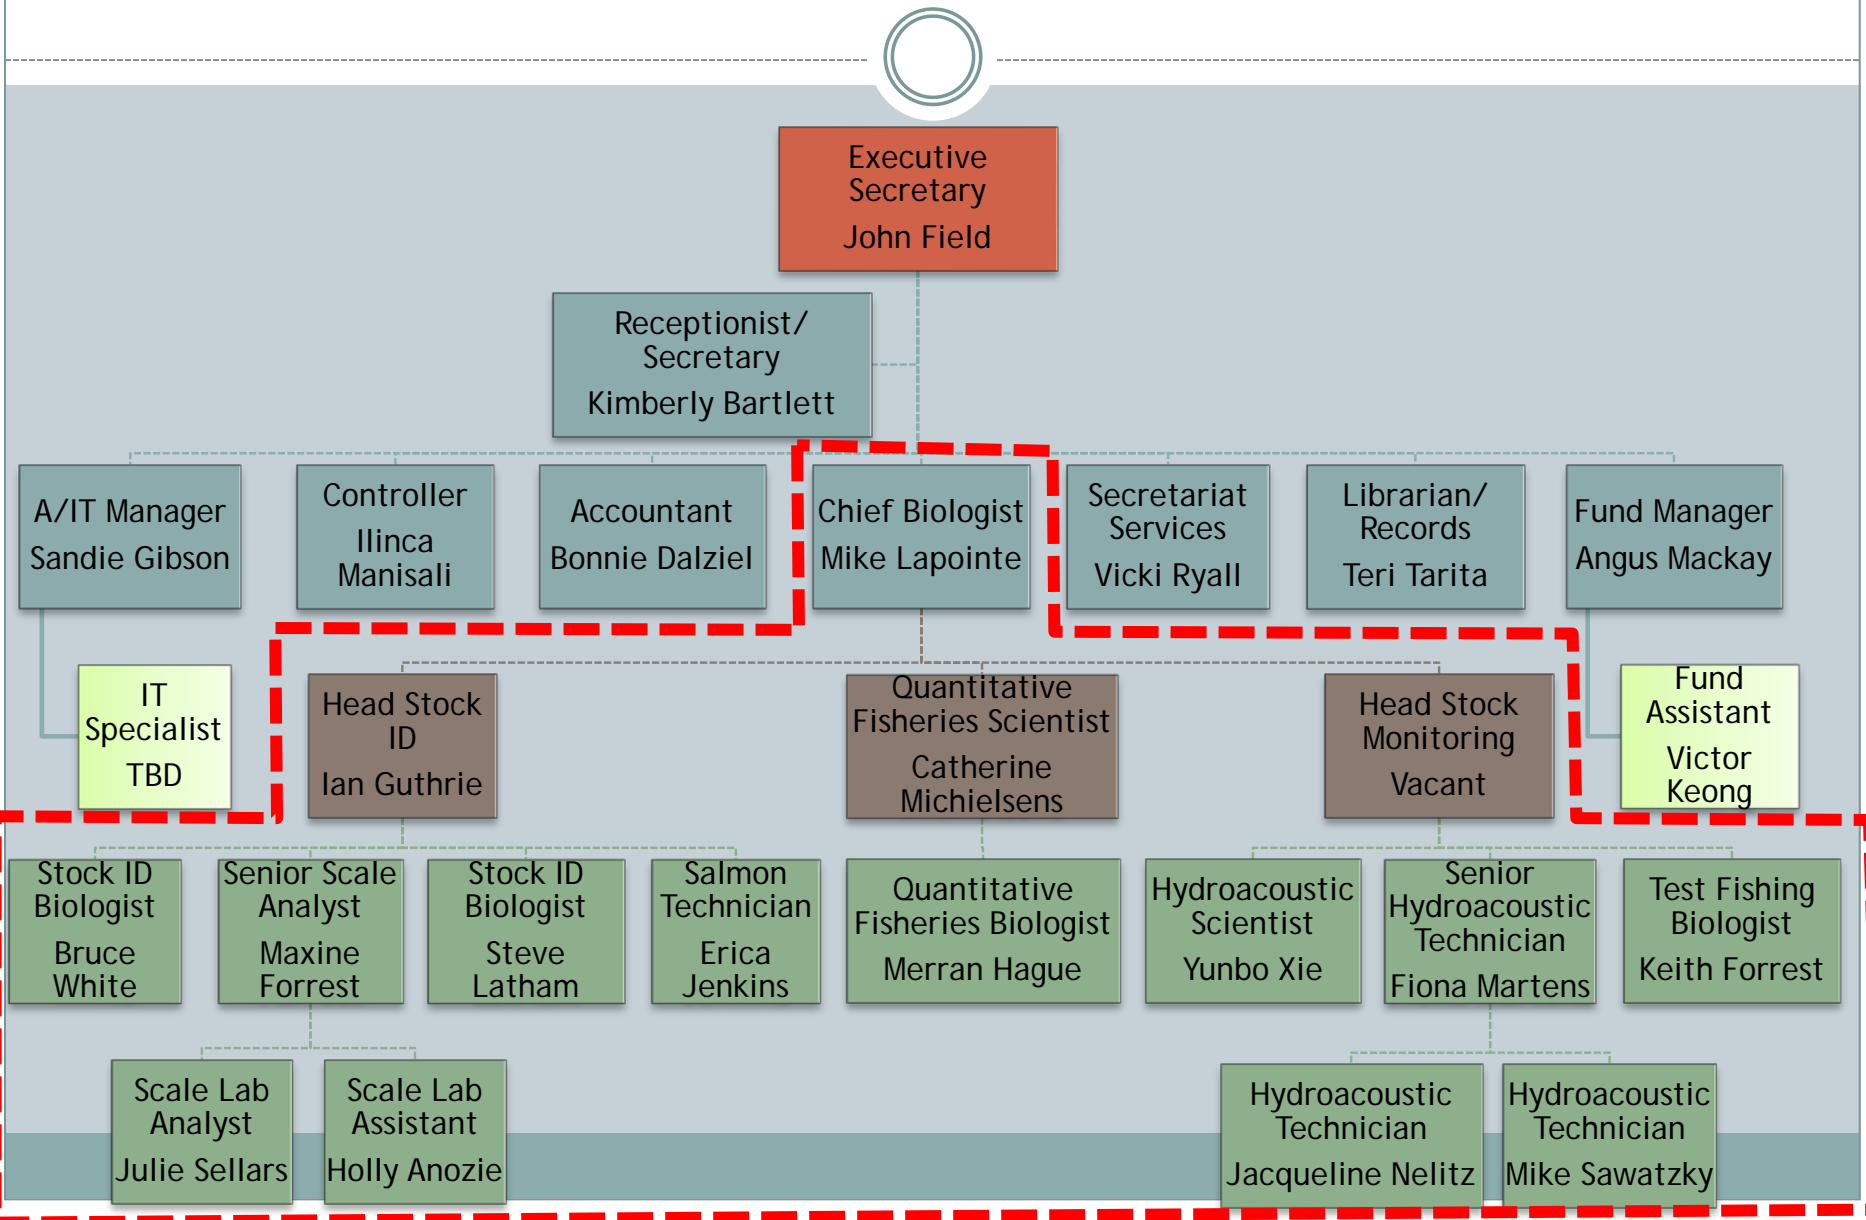 Executive
Secretary
John Field
Receptionist/
Secretary
Kimberly Bartlett
A/IT Manager
Sandie Gibson
Controller
Ilinca
Manisali
Accountant
Bonnie Dalziel
Chief Biologist
Mike Lapointe
Secretariat
Services
Vicki Ryall
Librarian/
Records
Teri Tarita
Fund Manager
Angus Mackay
IT
Specialist
TBD
Head Stock
ID
Ian Guthrie
Quantitative
Fisheries Scientist
Catherine
Michielsens
Head Stock
Monitoring
Vacant
Fund
Assistant
Victor
Keong
Stock ID
Biologist
Bruce
White
Senior Scale
Analyst
Maxine
Forrest
Stock ID
Biologist
Steve
Latham
Salmon
Technician
Erica
Jenkins
Quantitative
Fisheries Biologist
Merran Hague
Hydroacoustic
Scientist
Yunbo Xie
Senior
Hydroacoustic
Technician
Fiona Martens
Test Fishing
Biologist
Keith Forrest
Scale Lab
Analyst
Julie Sellars
Scale Lab
Assistant
Holly Anozie
Hydroacoustic
Technician
Jacqueline Nelitz
Hydroacoustic
Technician
Mike Sawatzky